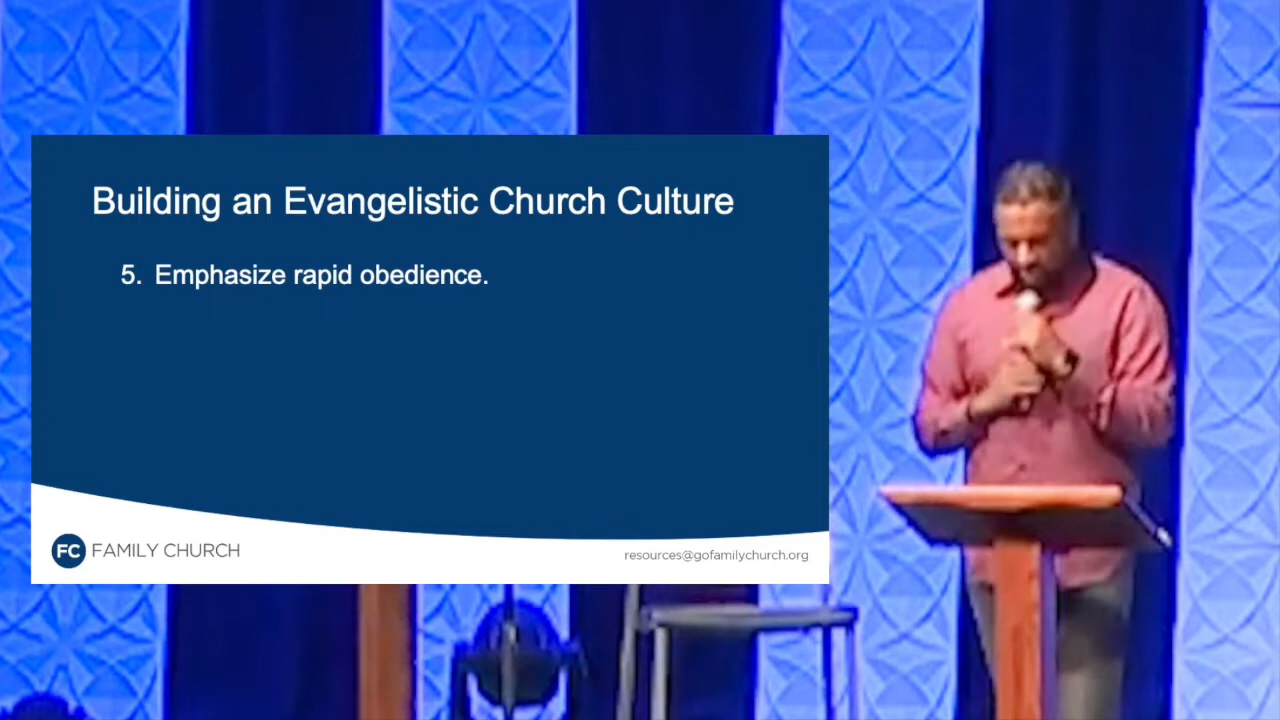 Building an Evangelistic Church Culture
5. Emphasize rapid obedience.
FC FAMILY CHURCH
resources@gofamilychurch.org